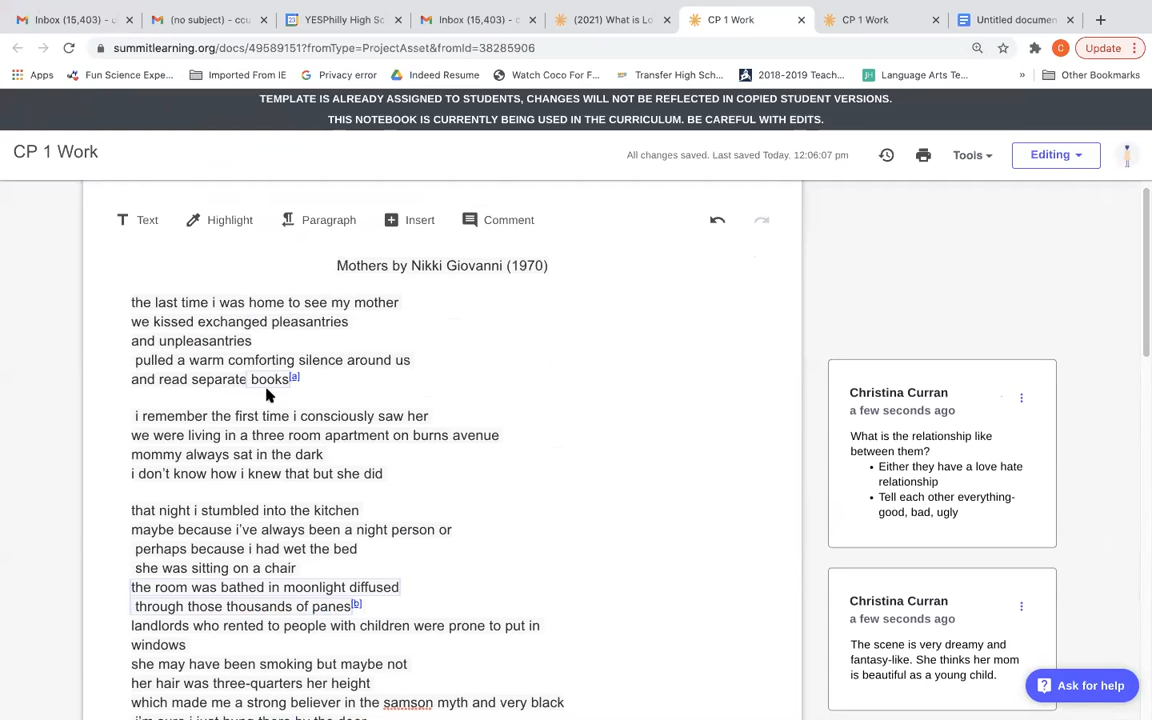 Inbox (15,403) - c
(no subject) - ccu
YESPhilly High Sc
Inbox (15,403) - c
(2021) What is Lo
CP 1 Work
CP 1 Work
Untitled documen
summitlearning.org/docs/49589151?fromType=ProjectAsset&fromId=38285906
Update
Apps
Fun Science Expe...
Imported From IE
Privacy error
Indeed Resume
Watch Coco For F...
Transfer High Sch...
2018-2019 Teach...
Language Arts Te...
»
Other Bookmarks
TEMPLATE IS ALREADY ASSIGNED TO STUDENTS, CHANGES WILL NOT BE REFLECTED IN COPIED STUDENT VERSIONS.
THIS NOTEBOOK IS CURRENTLY BEING USED IN THE CURRICULUM. BE CAREFUL WITH EDITS.
CP 1 Work
All changes saved. Last saved Today. 12:06:07 pm
Tools
Editing
Text
Highlight
Paragraph
Insert
Comment
Mothers by Nikki Giovanni (1970)
the last time i was home to see my mother
we kissed exchanged pleasantries
and unpleasantries
pulled a warm comforting silence around us
and read separate books[a]
i remember the first time i consciously saw her
we were living in a three room apartment on burns avenue
mommy always sat in the dark
i don't know how i knew that but she did
that night i stumbled into the kitchen
maybe because i've always been a night person or
perhaps because i had wet the bed
she was sitting on a chair
the room was bathed in moonlight diffused
through those thousands of panes[b]
landlords who rented to people with children were prone to put in
windows
she may have been smoking but maybe not
her hair was three-quarters her height
which made me a strong believer in the samson myth and very black
i'm sure i just hung there by the door
Christina Curran
a few seconds ago
What is the relationship like
between them?
• Either they have a love hate
relationship
• Tell each other everything-
good, bad, ugly
Christina Curran
a few seconds ago
The scene is very dreamy and
fantasy-like. She thinks her mom
is beautiful as a young child.
Ask for help